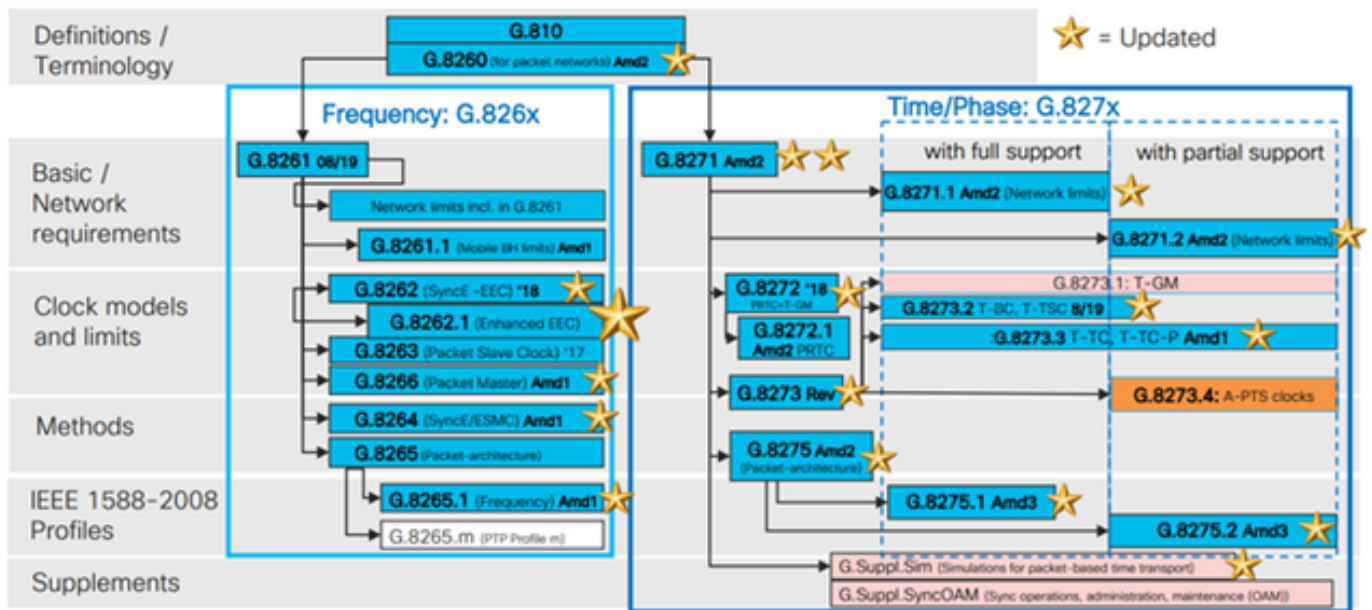 Definitions /
Terminology
G.810
G.8260 (for packet networks) Amd2
= Updated
Frequency: G.826x
Time/Phase: G.827x
Basic /
Network
requirements
G.8261 08/19
Network limits incl. in G.8261
G.8261.1 (Mobile BH limits) Amd1
G.8271 Amd2
with full support
with partial support
G.8271.1 Amd2 (Network limits)
G.8271.2 Amd2 (Network limits)
Clock models
and limits
G.8262 (SyncE -EEC) '18
G.8262.1 (Enhanced EEC)
G.8263 (Packet Slave Clock) '17
G.8266 (Packet Master) Amd1
G.8272 '18
PRTC-T-GM
G.8272.1
Amd2 PRTC
G.8273 Rev
G.8273.1: T-GM
G.8273.2 T-BC, T-TSC 8/19
:G.8273.3 T-TC, T-TC-P Amd1
G.8273.4: A-PTS clocks
Methods
G.8264 (SyncE/ESMC) Amd1
G.8265 (Packet-architecture)
G.8275 Amd2
(Packet-architecture)
IEEE 1588-2008
Profiles
G.8265.1 (Frequency) Amd1
G.8265.m (PTP Profile m)
G.8275.1 Amd3
G.8275.2 Amd3
Supplements
G.Suppl.Sim (Simulations for packet-based time transport)
G.Suppl.SyncOAM (Sync operations, administration, maintenance (OAM))